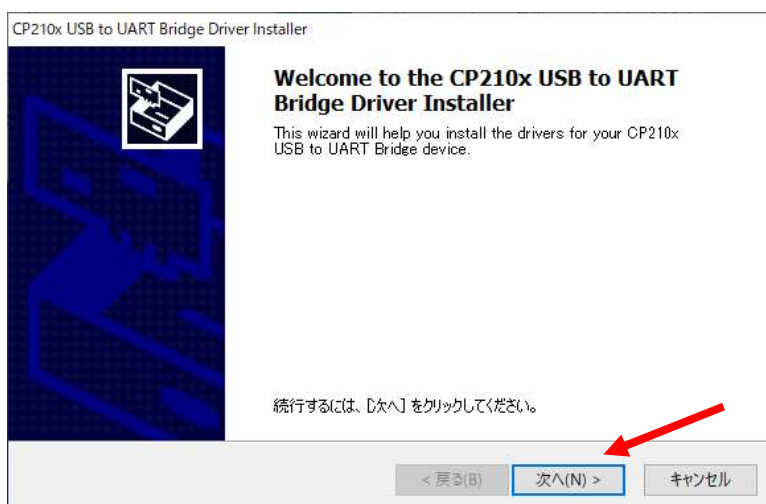 CP210x USB to UART Bridge Driver Installer
Welcome to the CP210x USB to UART
Bridge Driver Installer
This wizard will help you install the drivers for your CP210x
USB to UART Bridge device.
続行するには、[次へ] をクリックしてください。
< 戻る(B) 次へ(N) > キャンセル